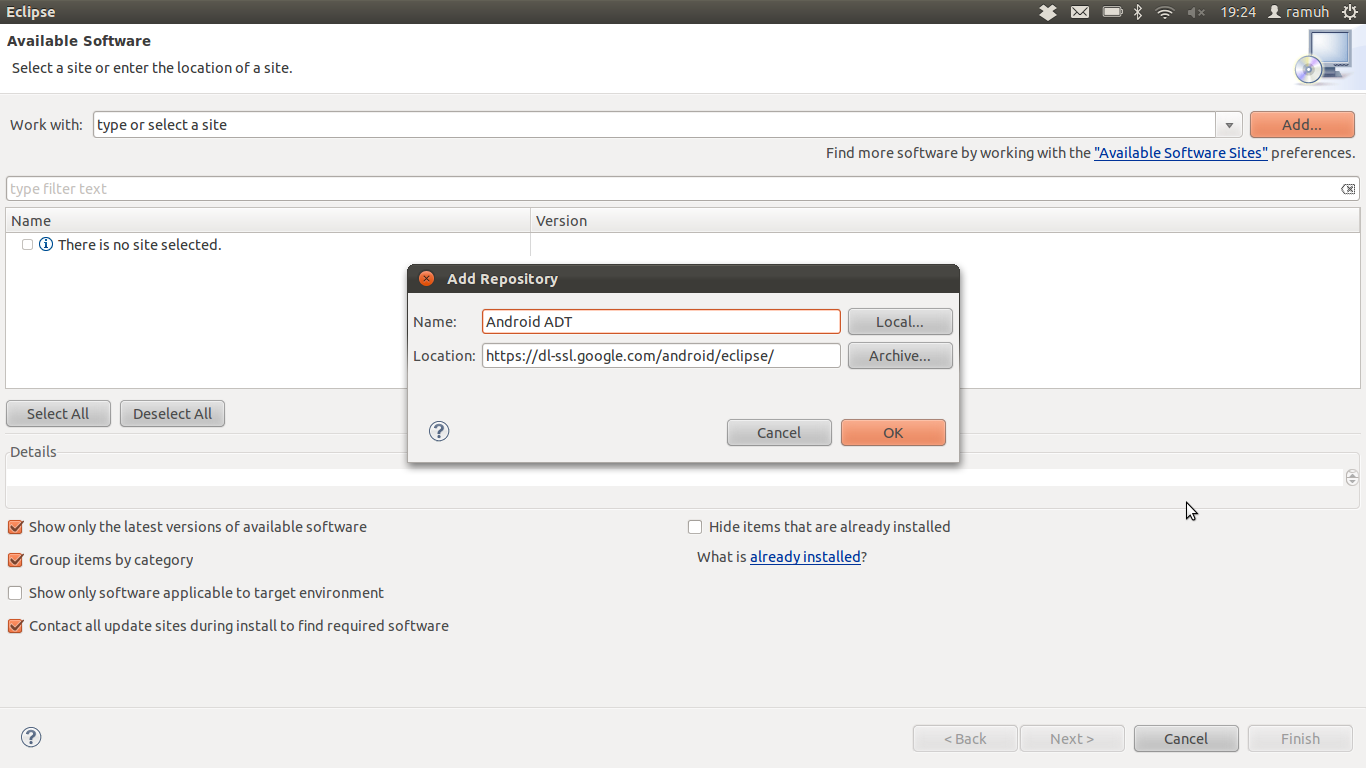 Eclipse
19:24
ramuh
Available Software
Select a site or enter the location of a site.
Work with:
type or select a site
Add...
Find more software by working with the "Available Software Sites" preferences.
type filter text
Name
Version
There is no site selected.
Add Repository
Name:
Android ADT
Local...
Location:
https://dl-ssl.google.com/android/eclipse/
Archive...
Cancel
OK
Select All
Deselect All
Details
Show only the latest versions of available software
Hide items that are already installed
Group items by category
What is already installed?
Show only software applicable to target environment
Contact all update sites during install to find required software
< Back
Next >
Cancel
Finish